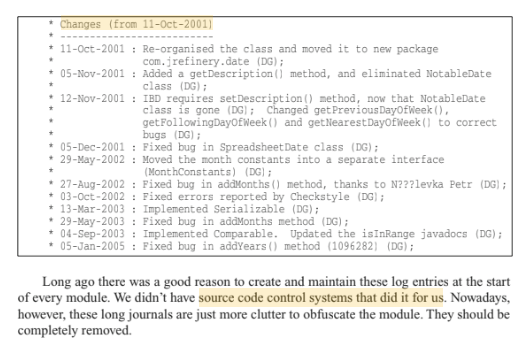 * Changes (from 11-Oct-2001)
* --------------------------
* 11-Oct-2001 : Re-organised the class and moved it to new package
*               com.jrefinery.date (DG);
* 05-Nov-2001 : Added a getDescription() method, and eliminated NotableDate
*               class (DG);
* 12-Nov-2001 : IBD requires setDescription() method, now that NotableDate
*               class is gone (DG);  Changed getPreviousDayOfWeek(),
*               getFollowingDayOfWeek() and getNearestDayOfWeek() to correct
*               bugs (DG);
* 05-Dec-2001 : Fixed bug in SpreadsheetDate class (DG);
* 29-May-2002 : Moved the month constants into a separate interface
*               (MonthConstants) (DG);
* 27-Aug-2002 : Fixed bug in addMonths() method, thanks to N???levka Petr (DG);
* 03-Oct-2002 : Fixed errors reported by Checkstyle (DG);
* 13-Mar-2003 : Implemented Serializable (DG);
* 29-May-2003 : Fixed bug in addMonths method (DG);
* 04-Sep-2003 : Implemented Comparable.  Updated the isInRange javadocs (DG);
* 05-Jan-2005 : Fixed bug in addYears() method (1096282) (DG);
Long ago there was a good reason to create and maintain these log entries at the start
of every module. We didn't have source code control systems that did it for us. Nowadays,
however, these long journals are just more clutter to obfuscate the module. They should be
completely removed.